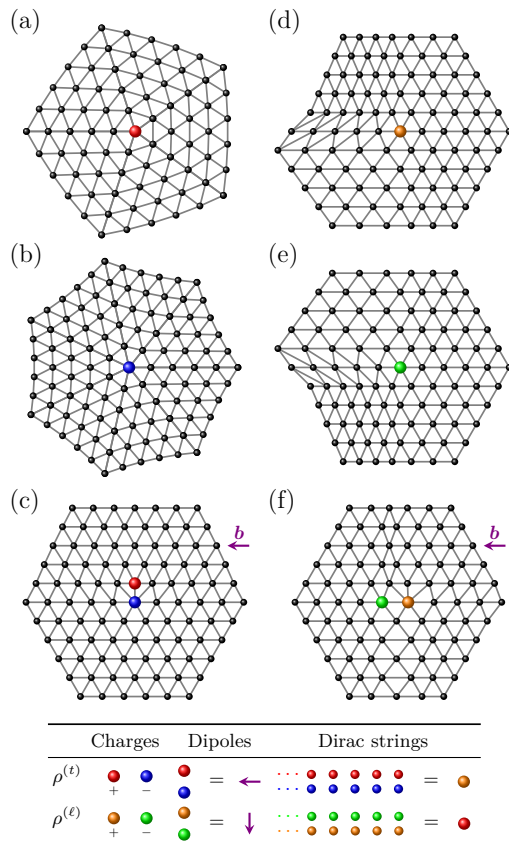 (a)
(d)
(b)
(e)
(c)
b
(f)
b
Charges Dipoles Dirac strings
ρ(t) + − = ····· =
ρ(ℓ) + − = ····· =